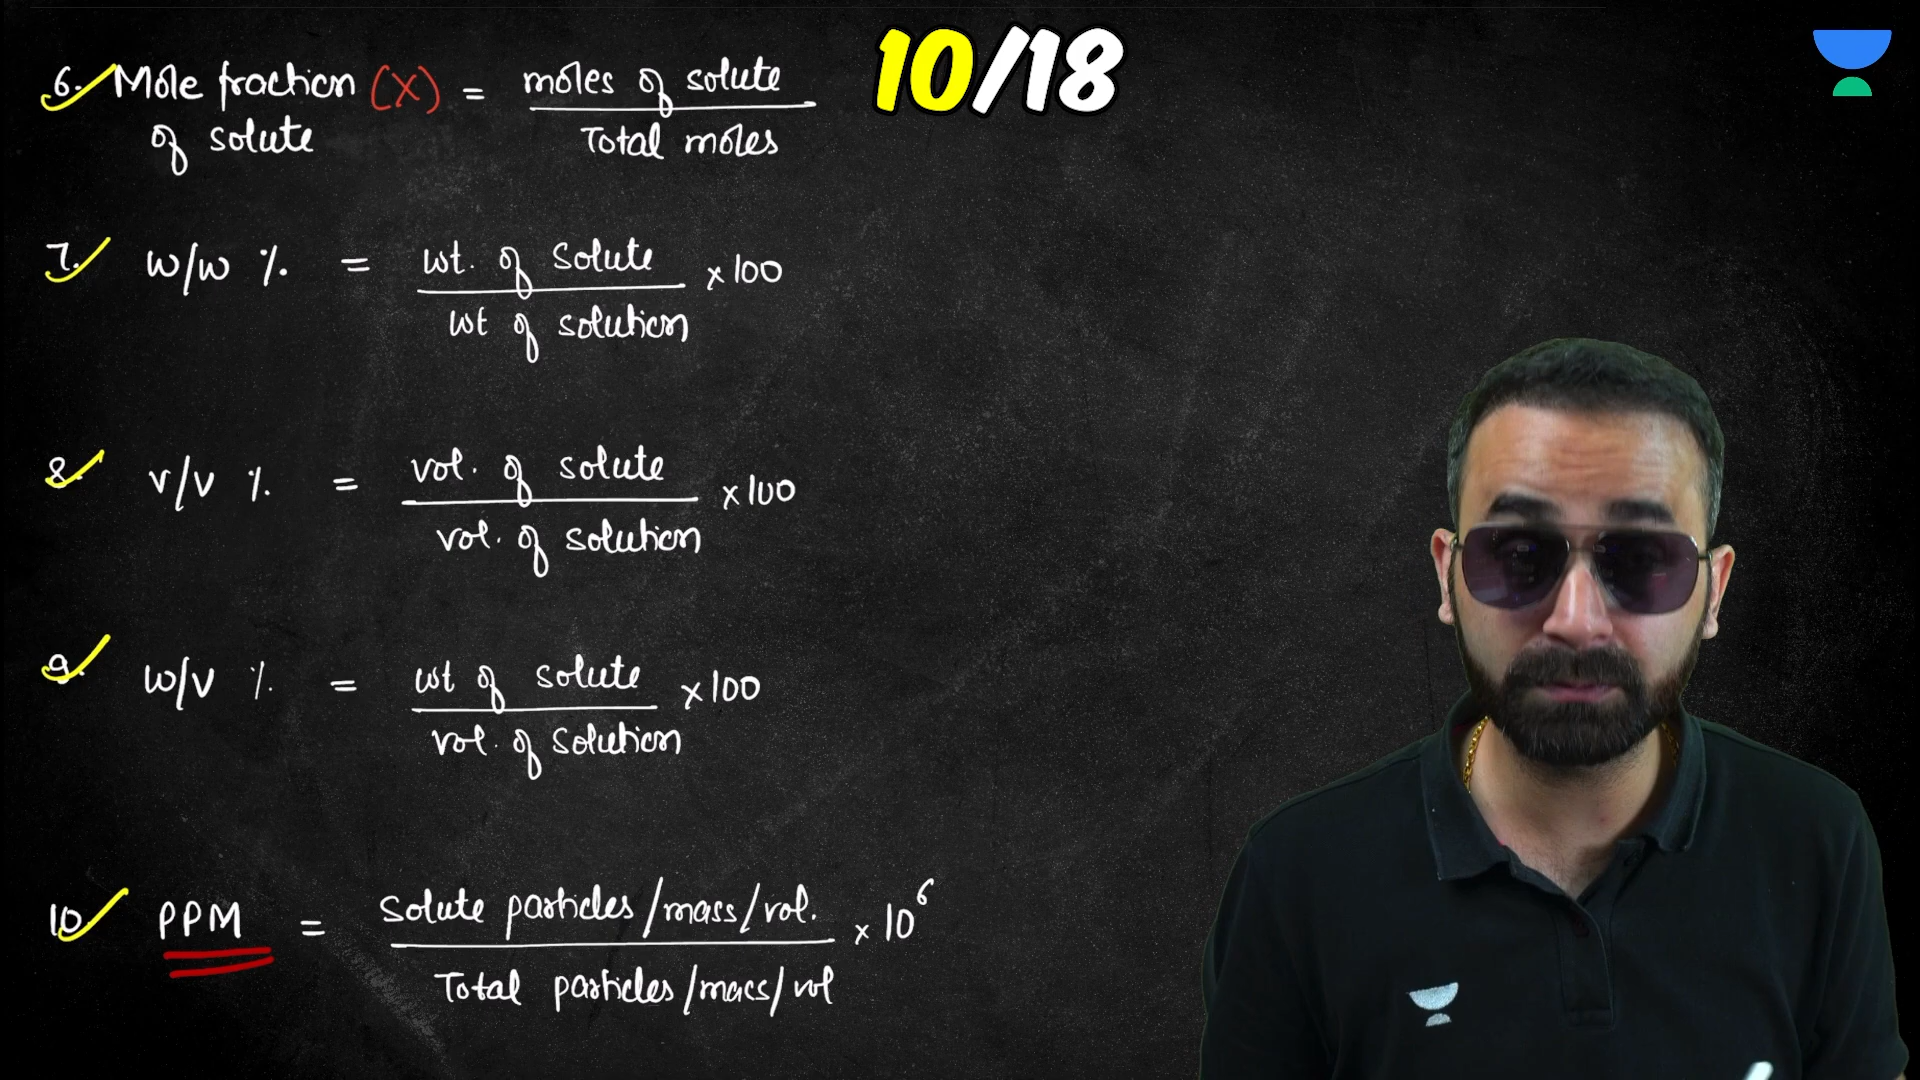 10/18
6. Mole fraction (X) = moles of solute
of solute Total moles
7. w/w % = wt. of solute × 100
wt of solution
8. v/v % = vol. of solute × 100
vol. of solution
9. w/v % = wt of solute × 100
vol. of solution
10. PPM = solute particles/mass/vol. × 10⁶
Total particles/mass/vol